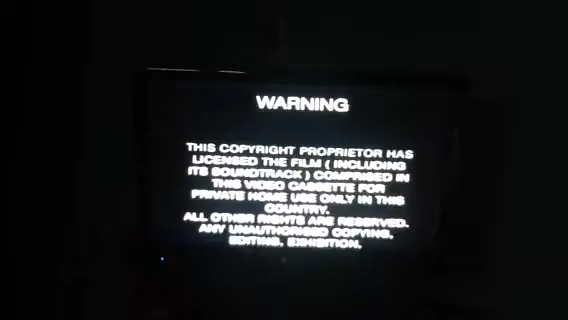 WARNING
THIS COPYRIGHT PROPRIETOR HAS
LICENSED THE FILM ( INCLUDING
ITS SOUNDTRACK ) COMPRISED IN
THIS VIDEO CASSETTE FOR
PRIVATE HOME USE ONLY IN THIS
COUNTRY.
ALL OTHER RIGHTS ARE RESERVED.
ANY UNAUTHORISED COPYING,
EDITING, EXHIBITION,